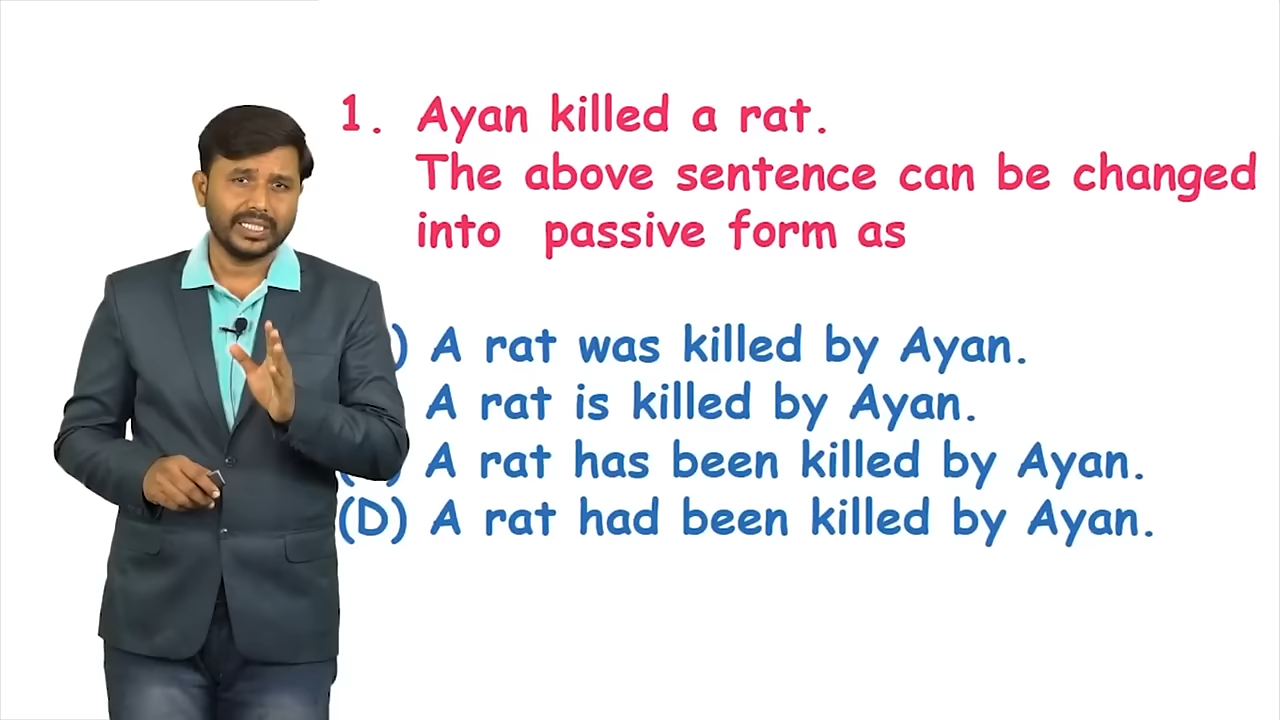 1. Ayan killed a rat.
The above sentence can be changed
into passive form as
) A rat was killed by Ayan.
A rat is killed by Ayan.
) A rat has been killed by Ayan.
(D) A rat had been killed by Ayan.